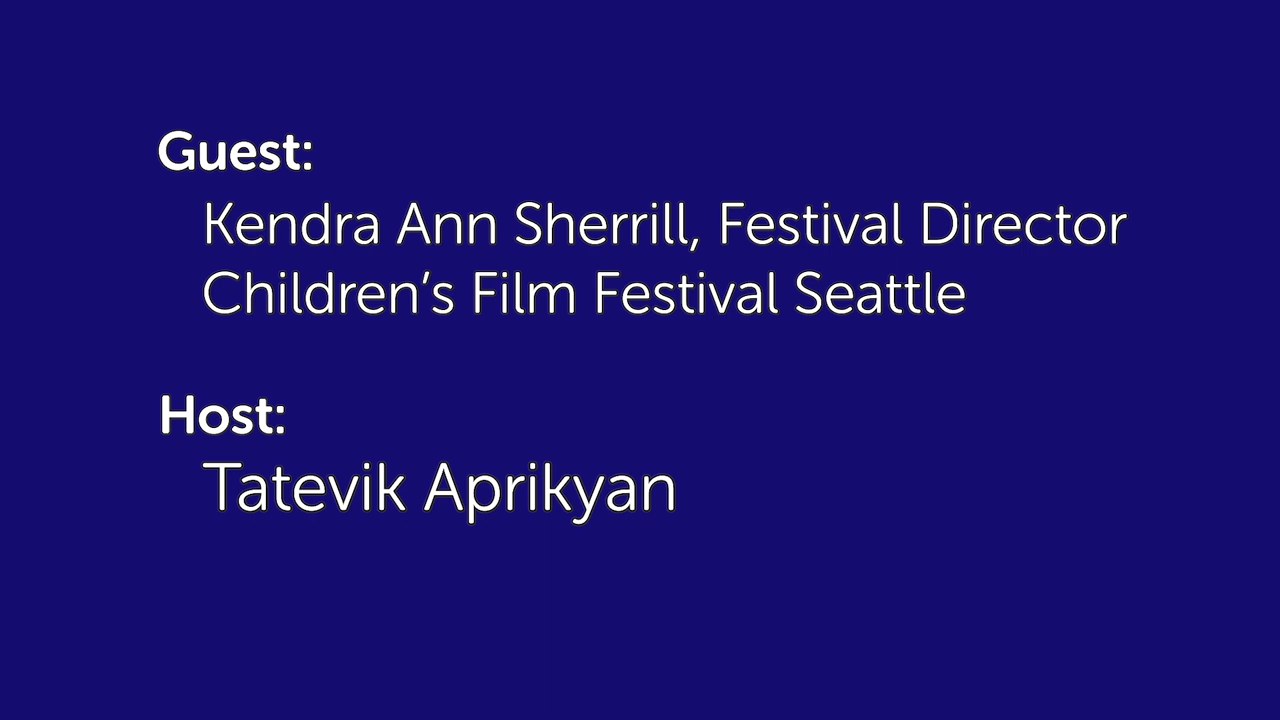 Guest:
Kendra Ann Sherrill, Festival Director
Children’s Film Festival Seattle
Host:
Tatevik Aprikyan